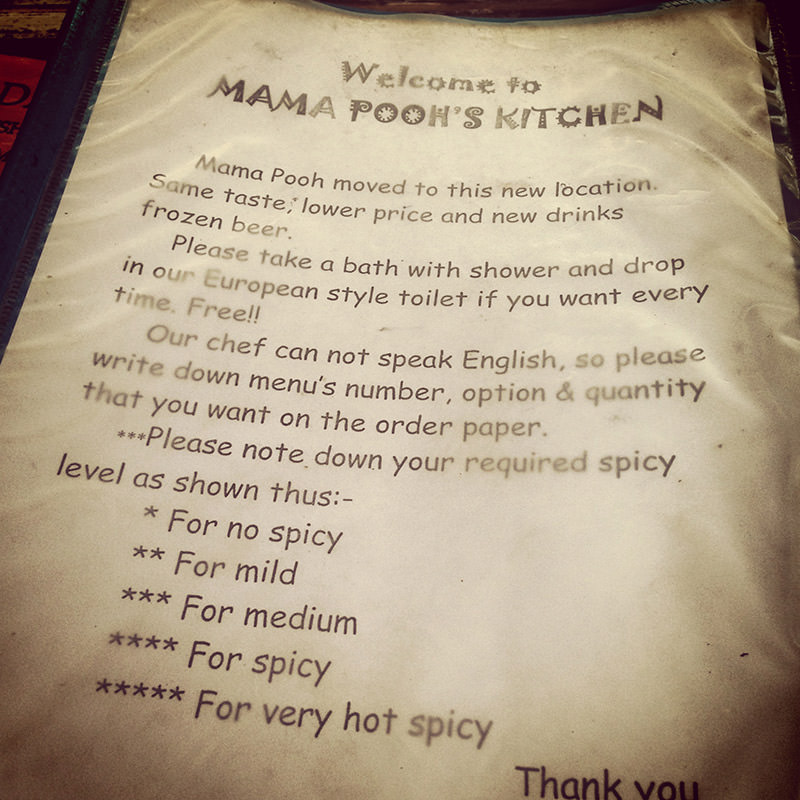 Welcome to
MAMA POOH'S KITCHEN
Mama Pooh moved to this new location.
Same taste, lower price and new drinks
frozen beer.
Please take a bath with shower and drop
in our European style toilet if you want every
time. Free!!
Our chef can not speak English, so please
write down menu's number, option & quantity
that you want on the order paper.
***Please note down your required spicy
level as shown thus:-
* For no spicy
** For mild
*** For medium
**** For spicy
***** For very hot spicy
Thank you